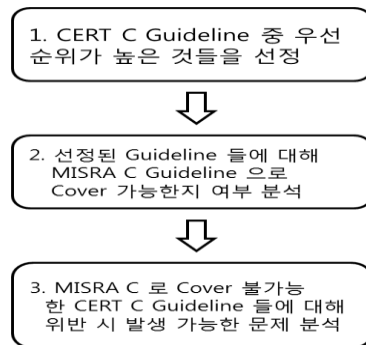 1. CERT C Guideline 중 우선
순위가 높은 것들을 선정
2. 선정된 Guideline 들에 대해
MISRA C Guideline 으로
Cover 가능한지 여부 분석
3. MISRA C 로 Cover 불가능
한 CERT C Guideline 들에 대해
위반 시 발생 가능한 문제 분석